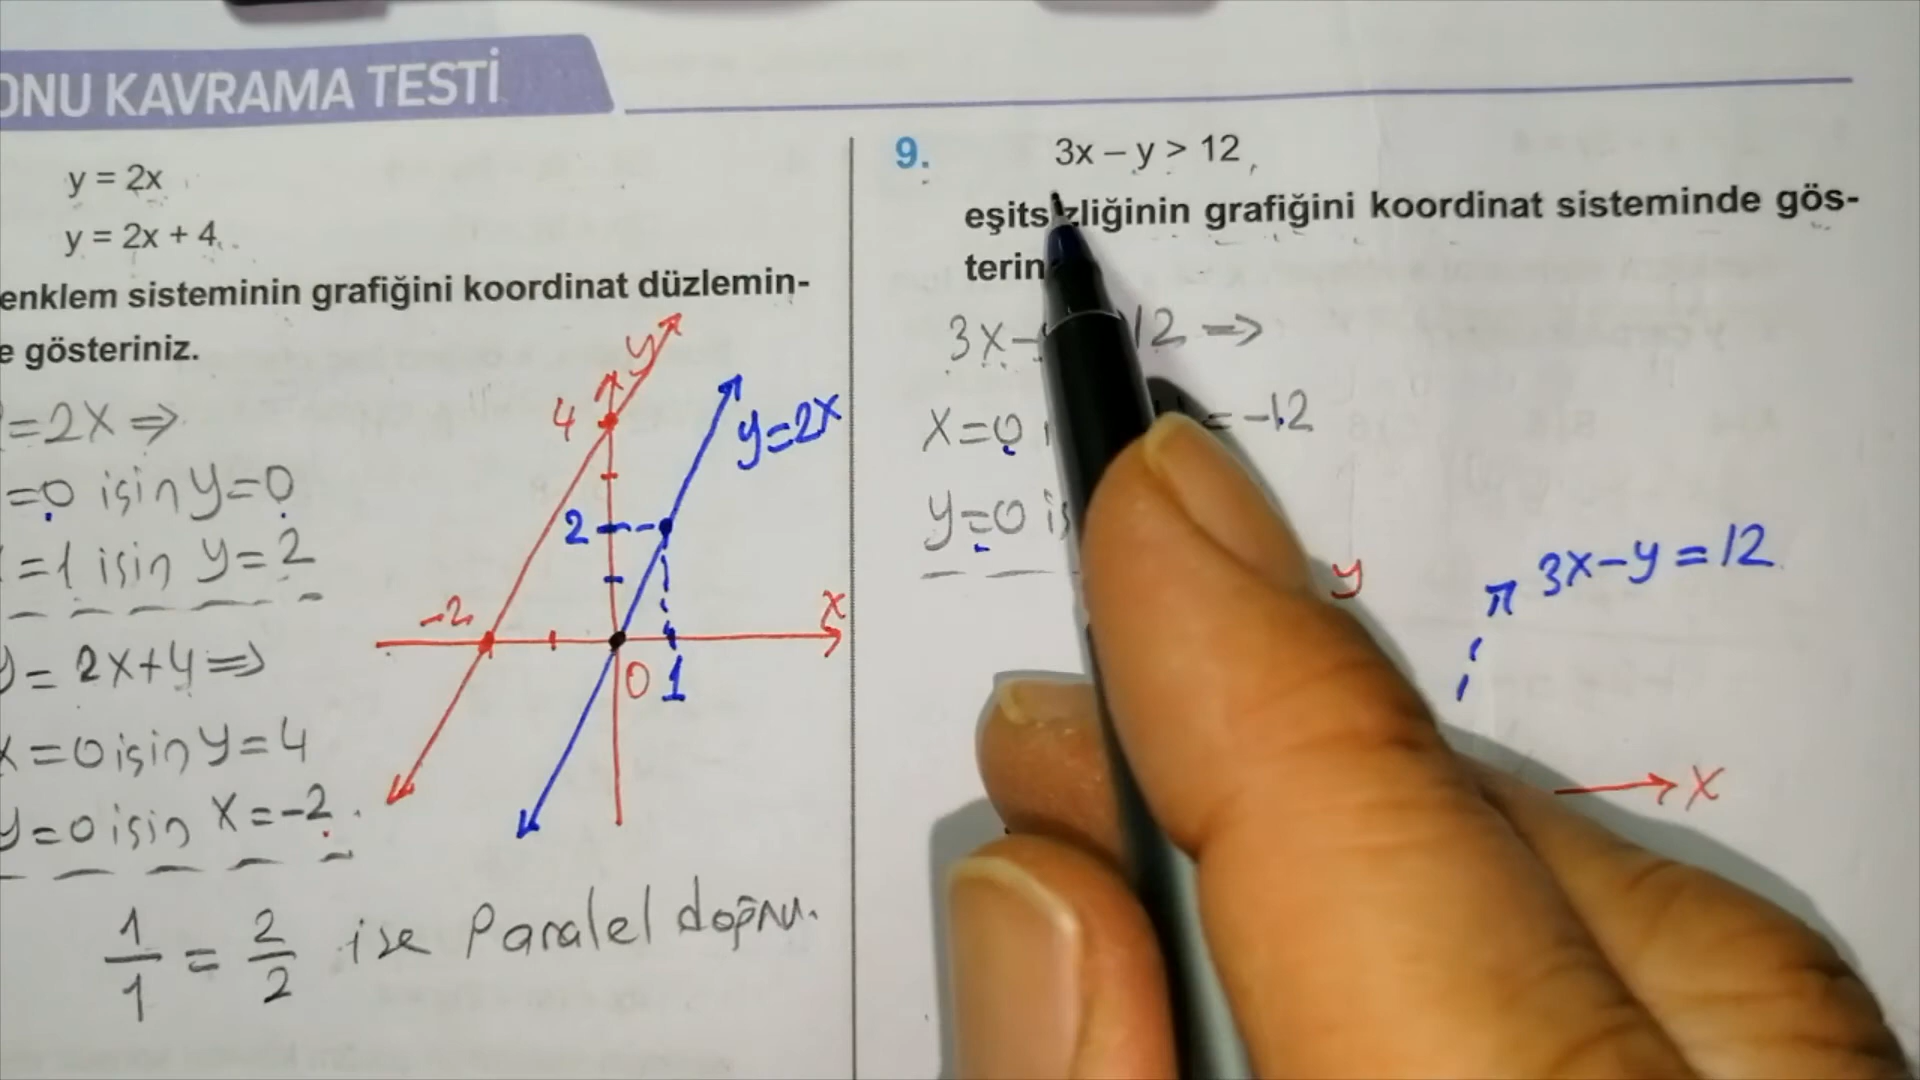 ONU KAVRAMA TESTİ
y = 2x
y = 2x + 4
enklem sisteminin grafiğini koordinat düzlemin-
e gösteriniz.
=2x ⇒
=0 için y=0
=1 için y=2
y = 2x+4 ⇒
x=0 için y=4
y=0 için x=-2
1/1 = 2/2 ise Paralel doğru.
4
y
y=2x
2
-2
x
0 1
9. 3x – y > 12
eşitsizliğinin grafiğini koordinat sisteminde gös-
terin
3x- 12 ⇒
x=0 = -12
y=0
y
3x-y=12
x